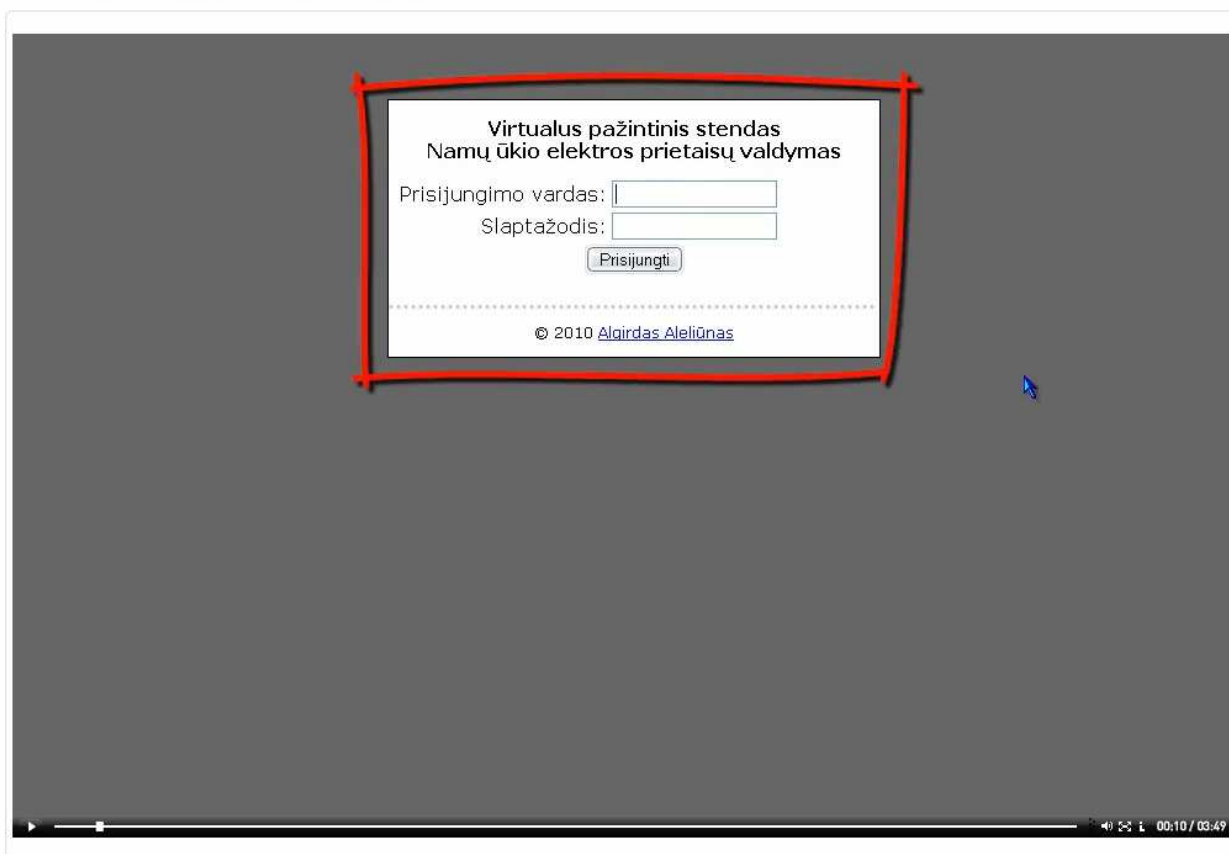 Virtualus pažintinis stendas
Namų ūkio elektros prietaisų valdymas
Prisijungimo vardas:
Slaptažodis:
Prisijungti
© 2010 Algirdas Aleliūnas
00:10 / 03:49